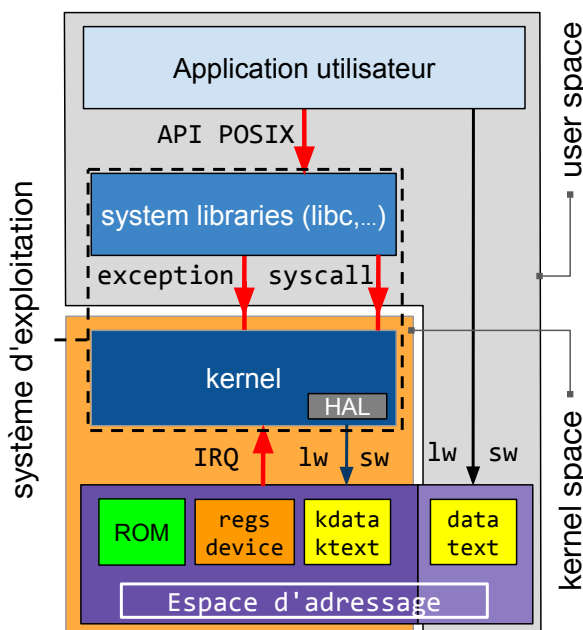 Application utilisateur
API POSIX
system libraries (libc,...)
exception syscall
kernel
HAL
IRQ lw sw
lw sw
ROM
regs
device
kdata
ktext
data
text
Espace d'adressage
système d'exploitation
user space
kernel space